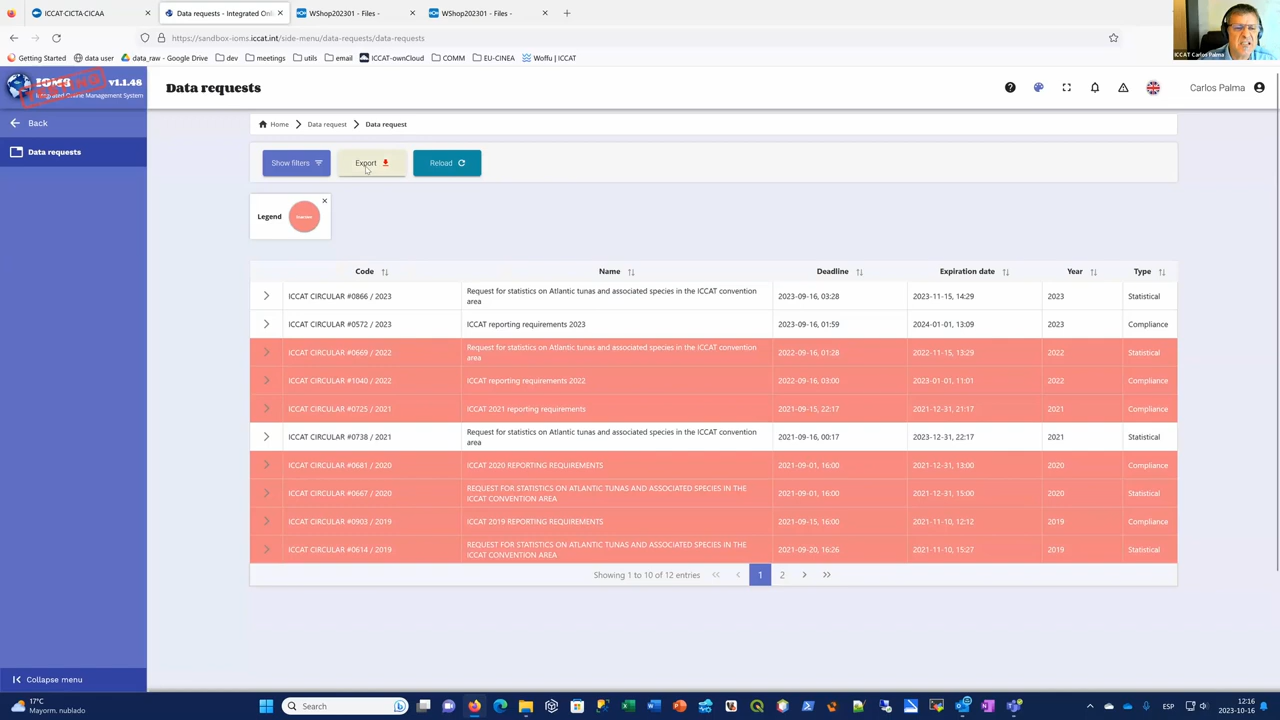 ICCAT-CICTA-CICAA
Data requests - Integrated Onli
WShop202301 - Files -
WShop202301 - Files -
https://sandbox-ioms.iccat.int/side-menu/data-requests/data-requests
Getting Started
data user
data_raw - Google Drive
dev
meetings
utils
email
ICCAT-ownCloud
COMM
EU-CINEA
Woffu | ICCAT
ICCAT Carlos Palma
IOMS
v1.1.48
Integrated Online Management System
Data requests
Carlos Palma
Back
Data requests
Home
Data request
Data request
Show filters
Export
Reload
Legend
Code
Name
Deadline
Expiration date
Year
Type
ICCAT CIRCULAR #0866 / 2023
Request for statistics on Atlantic tunas and associated species in the ICCAT convention
area
2023-09-16, 03:28
2023-11-15, 14:29
2023
Statistical
ICCAT CIRCULAR #0572 / 2023
ICCAT reporting requirements 2023
2023-09-16, 01:59
2024-01-01, 13:09
2023
Compliance
ICCAT CIRCULAR #0669 / 2022
Request for statistics on Atlantic tunas and associated species in the ICCAT convention
area
2022-09-16, 01:28
2022-11-15, 13:29
2022
Statistical
ICCAT CIRCULAR #1040 / 2022
ICCAT reporting requirements 2022
2022-09-16, 03:00
2023-01-01, 11:01
2022
Compliance
ICCAT CIRCULAR #0725 / 2021
ICCAT 2021 reporting requirements
2021-09-15, 22:17
2021-12-31, 21:17
2021
Compliance
ICCAT CIRCULAR #0738 / 2021
Request for statistics on Atlantic tunas and associated species in the ICCAT convention
area
2021-09-16, 00:17
2023-12-31, 22:17
2021
Statistical
ICCAT CIRCULAR #0681 / 2020
ICCAT 2020 REPORTING REQUIREMENTS
2021-09-01, 16:00
2021-12-31, 13:00
2020
Compliance
ICCAT CIRCULAR #0667 / 2020
REQUEST FOR STATISTICS ON ATLANTIC TUNAS AND ASSOCIATED SPECIES IN THE
ICCAT CONVENTION AREA
2021-09-01, 16:00
2021-12-31, 15:00
2020
Statistical
ICCAT CIRCULAR #0903 / 2019
ICCAT 2019 REPORTING REQUIREMENTS
2021-09-15, 16:00
2021-11-10, 12:12
2019
Compliance
ICCAT CIRCULAR #0614 / 2019
REQUEST FOR STATISTICS ON ATLANTIC TUNAS AND ASSOCIATED SPECIES IN THE
ICCAT CONVENTION AREA
2021-09-20, 16:26
2021-11-10, 15:27
2019
Statistical
Showing 1 to 10 of 12 entries
1
2
Collapse menu
17°C
Mayorm. nublado
Search
ESP
12:16
2023-10-16